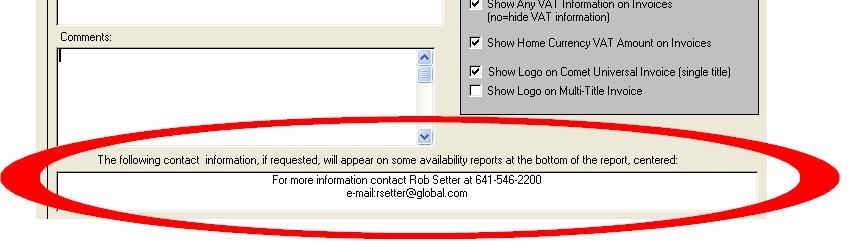 Show Any VAT Information on Invoices
(no=hide VAT information)
Comments:
Show Home Currency VAT Amount on Invoices
Show Logo on Comet Universal Invoice (single title)
Show Logo on Multi-Title Invoice
The following contact information, if requested, will appear on some availability reports at the bottom of the report, centered:
For more information contact Rob Setter at 641-546-2200
e-mail:rsetter@global.com